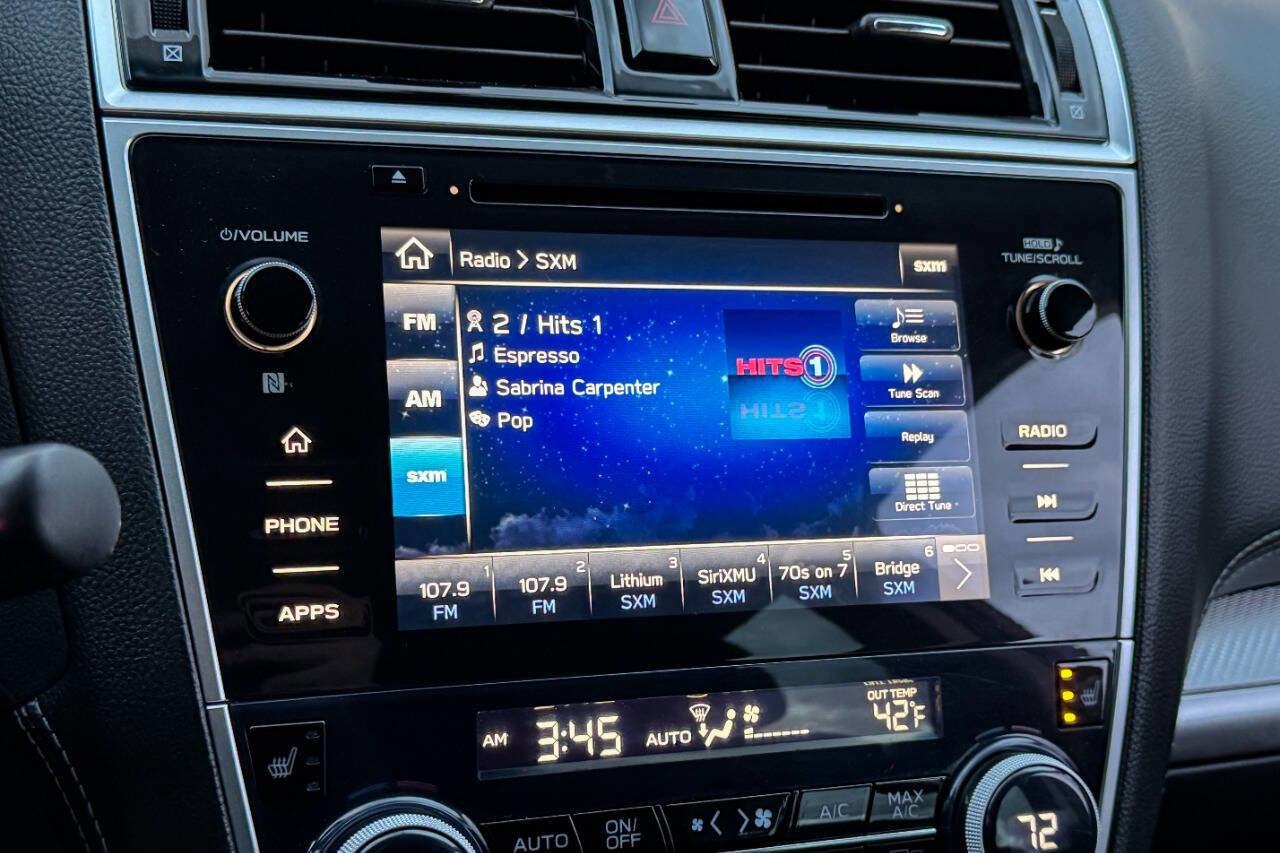 ⏻/VOLUME
HOLD ♪
TUNE/SCROLL
Radio > SXM
sxm
FM
AM
sxm
2 / Hits 1
Espresso
Sabrina Carpenter
Pop
HITS 1
Browse
Tune Scan
Replay
Direct Tune
PHONE
APPS
RADIO
1
107.9
FM
2
107.9
FM
3
Lithium
SXM
4
SiriXMU
SXM
5
70s on 7
SXM
6
Bridge
SXM
AM 3:45
AUTO
OUT TEMP
42°F
AUTO
ON/
OFF
A/C
MAX
A/C
72